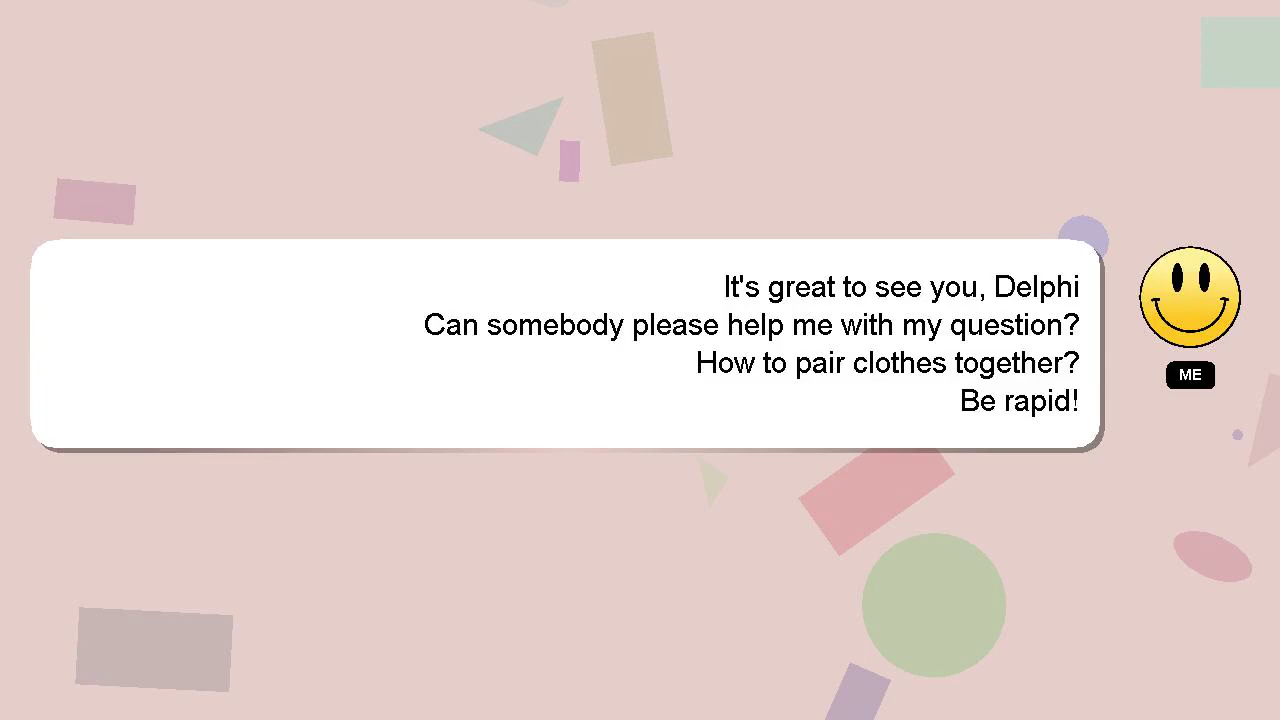 It's great to see you, Delphi
Can somebody please help me with my question?
How to pair clothes together?
Be rapid!
ME